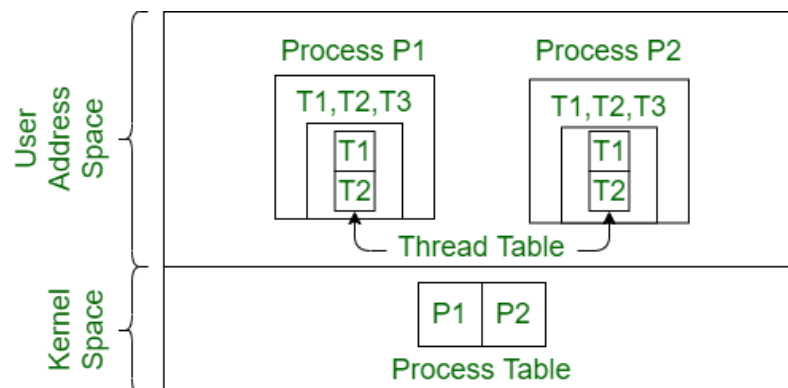 User
Address
Space
Process P1
Process P2
T1,T2,T3
T1,T2,T3
T1
T2
T1
T2
Thread Table
Kernel
Space
P1
P2
Process Table